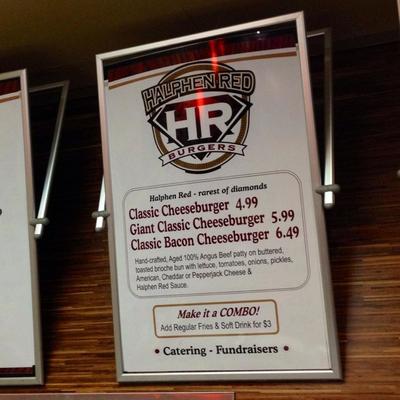 HALPHEN RED
HR
BURGERS
Halphen Red - rarest of diamonds
Classic Cheeseburger 4.99
Giant Classic Cheeseburger 5.99
Classic Bacon Cheeseburger 6.49
Hand-crafted, Aged 100% Angus Beef patty on buttered,
toasted brioche bun with lettuce, tomatoes, onions, pickles,
American, Cheddar or Pepperjack Cheese &
Halphen Red Sauce.
Make it a COMBO!
Add Regular Fries & Soft Drink for $3
• Catering - Fundraisers •